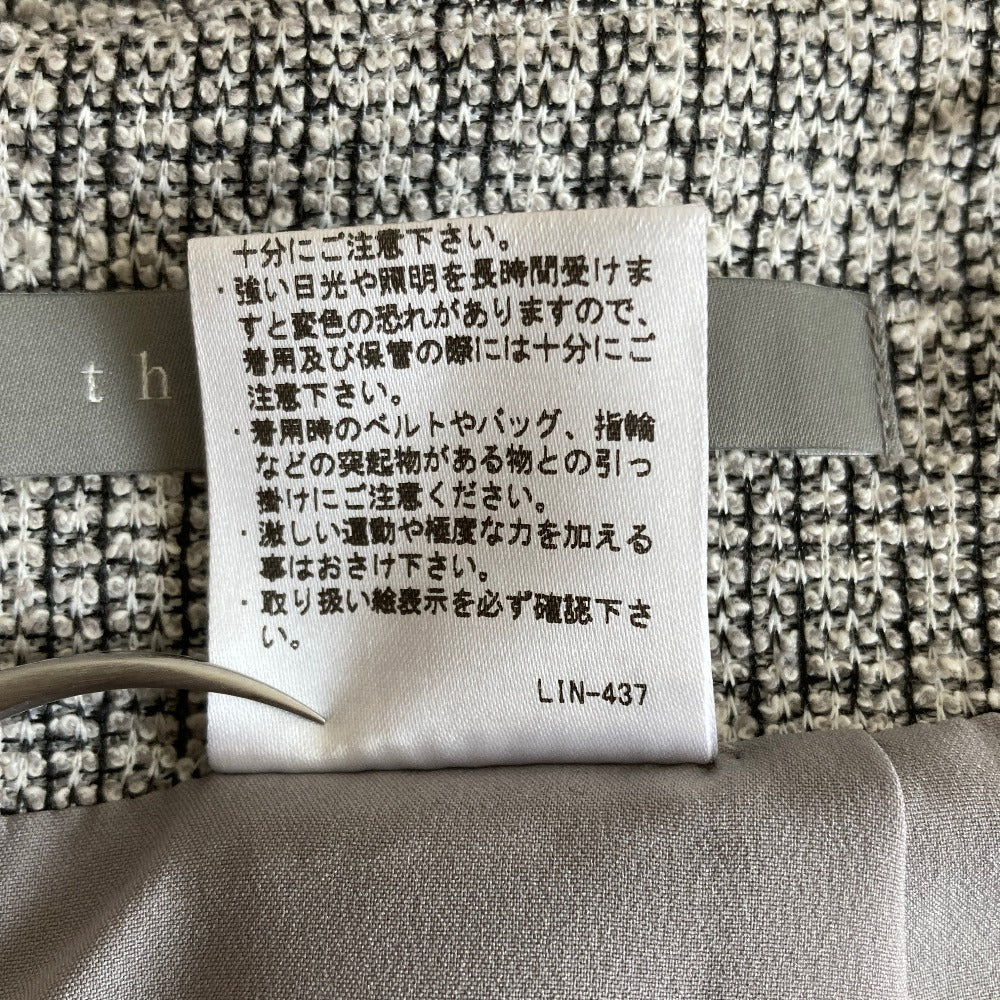 十分にご注意下さい。
・強い日光や照明を長時間受けま
すと変色の恐れがありますので、
着用及び保管の際には十分にご
注意下さい。
・着用時のベルトやバッグ、指輪
などの突起物がある物との引っ
掛けにご注意ください。
・激しい運動や極度な力を加える
事はおさけ下さい。
・取り扱い絵表示を必ず確認下さ
い。
LIN-437
th